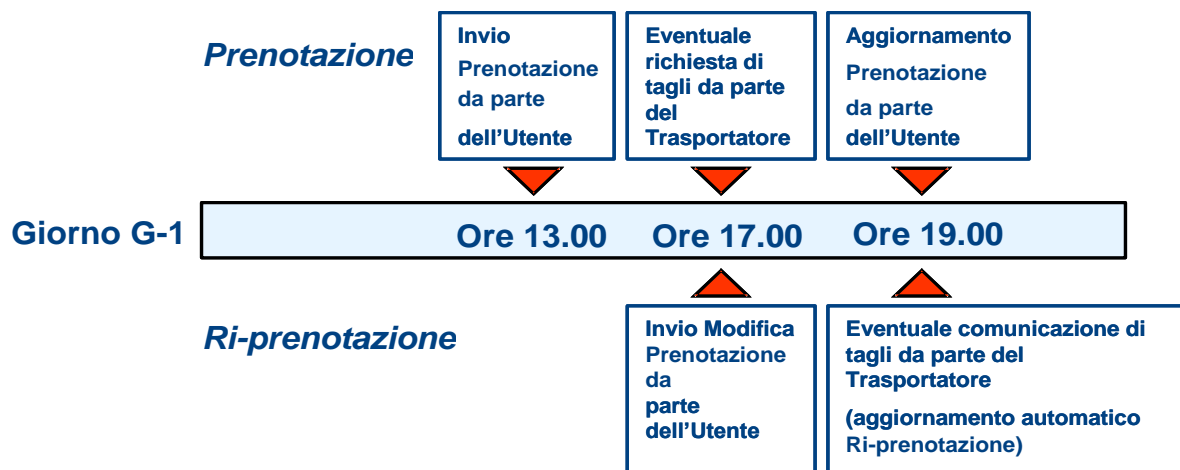 Prenotazione
Invio
Prenotazione
da parte
dell’Utente
Eventuale
richiesta di
tagli da parte
del
Trasportatore
Aggiornamento
Prenotazione
da parte
dell’Utente
Giorno G-1
Ore 13.00
Ore 17.00
Ore 19.00
Ri-prenotazione
Invio Modifica
Prenotazione
da
parte
dell’Utente
Eventuale comunicazione di
tagli da parte del
Trasportatore
(aggiornamento automatico
Ri-prenotazione)